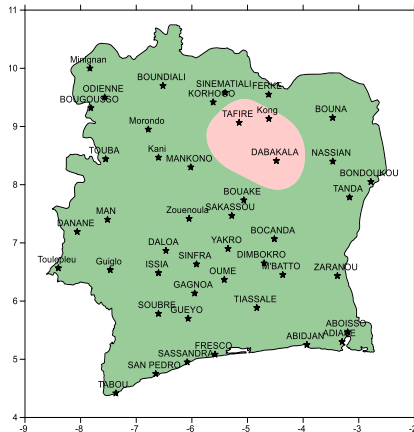 11
Minignan
10
BOUNDIALI
SINEMATIALI
FERKE
ODIENNE
KORHOGO
BOUGOUSSO
TAFIRE
Kong
BOUNA
9
Morondo
Kani
TOUBA
MANKONO
DABAKALA
NASSIAN
BONDOUKOU
8
TANDA
BOUAKE
Zouenoula
SAKASSOU
MAN
DANANE
7
BOCANDA
YAKRO
DALOA
DIMBOKRO
SINFRA
Toulepleu
Guiglo
ISSIA
OUME
M'BATTO
ZARANOU
GAGNOA
6
TIASSALE
SOUBRE
GUEYO
ABOISSO
ADIAKE
ABIDJAN
FRESCO
SASSANDRA
5
SAN PEDRO
TABOU
4
-9 -8 -7 -6 -5 -4 -3 -2